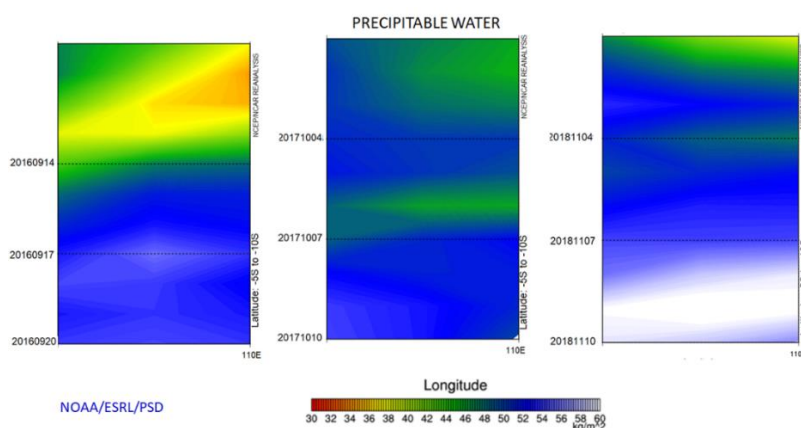 PRECIPITABLE WATER
20160914
20160917
20160920
110E
NCEP/NCAR REANALYSIS
Latitude: -5S to -10S
20171004
20171007
20171010
110E
NCEP/NCAR REANALYSIS
Latitude: -5S to -10S
20181104
20181107
20181110
Longitude
30 32 34 36 38 40 42 44 46 48 50 52 54 56 58 60
kg/m^2
NOAA/ESRL/PSD